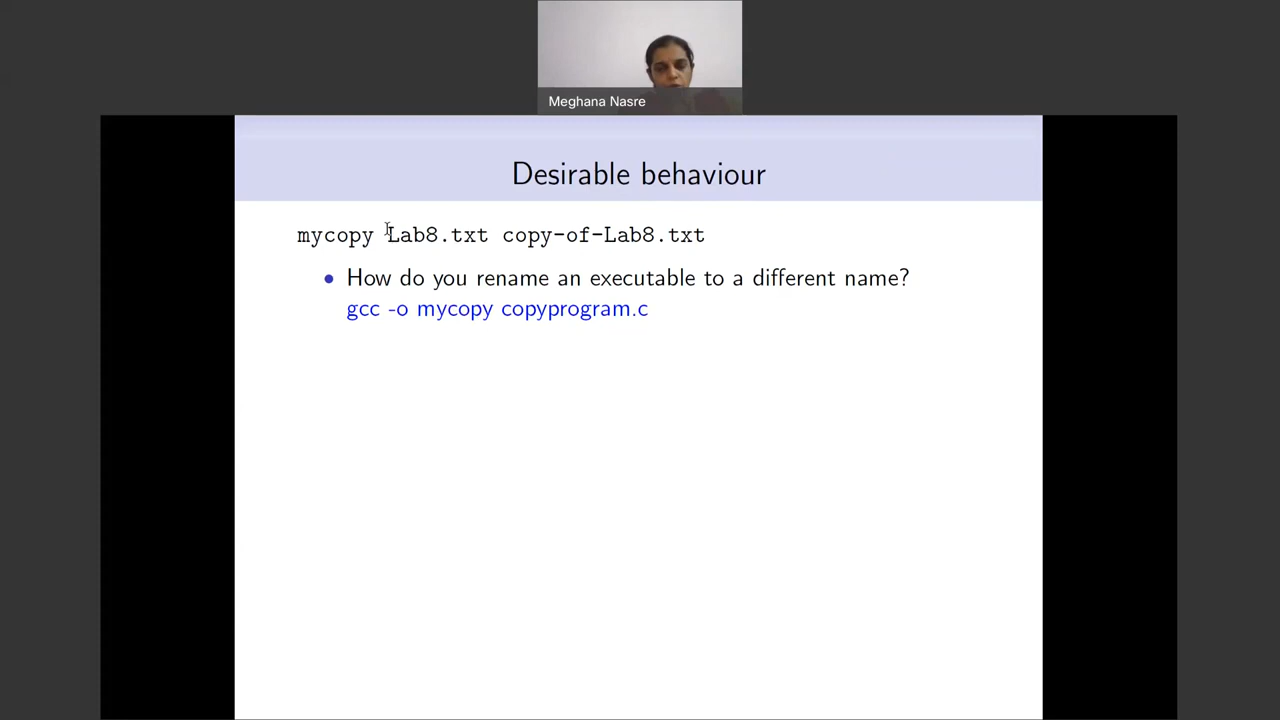 Meghana Nasre
Desirable behaviour
mycopy Lab8.txt copy-of-Lab8.txt
• How do you rename an executable to a different name?
gcc -o mycopy copyprogram.c